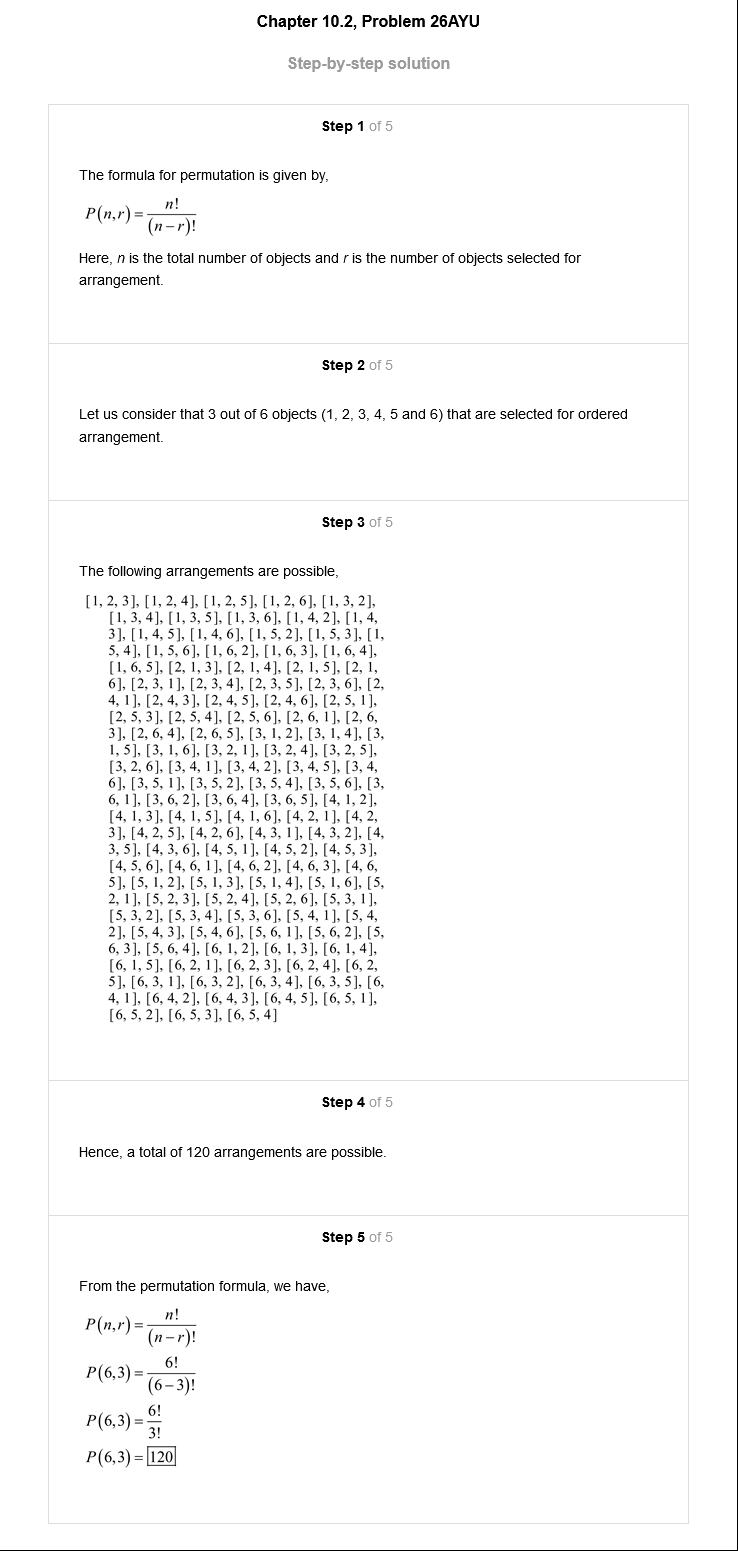 Chapter 10.2, Problem 26AYU
Step-by-step solution
Step 1 of 5
The formula for permutation is given by,
P(n,r) = n! / (n−r)!
Here, n is the total number of objects and r is the number of objects selected for
arrangement.
Step 2 of 5
Let us consider that 3 out of 6 objects (1, 2, 3, 4, 5 and 6) that are selected for ordered
arrangement.
Step 3 of 5
The following arrangements are possible,
[1, 2, 3], [1, 2, 4], [1, 2, 5], [1, 2, 6], [1, 3, 2],
[1, 3, 4], [1, 3, 5], [1, 3, 6], [1, 4, 2], [1, 4,
3], [1, 4, 5], [1, 4, 6], [1, 5, 2], [1, 5, 3], [1,
5, 4], [1, 5, 6], [1, 6, 2], [1, 6, 3], [1, 6, 4],
[1, 6, 5], [2, 1, 3], [2, 1, 4], [2, 1, 5], [2, 1,
6], [2, 3, 1], [2, 3, 4], [2, 3, 5], [2, 3, 6], [2,
4, 1], [2, 4, 3], [2, 4, 5], [2, 4, 6], [2, 5, 1],
[2, 5, 3], [2, 5, 4], [2, 5, 6], [2, 6, 1], [2, 6,
3], [2, 6, 4], [2, 6, 5], [3, 1, 2], [3, 1, 4], [3,
1, 5], [3, 1, 6], [3, 2, 1], [3, 2, 4], [3, 2, 5],
[3, 2, 6], [3, 4, 1], [3, 4, 2], [3, 4, 5], [3, 4,
6], [3, 5, 1], [3, 5, 2], [3, 5, 4], [3, 5, 6], [3,
6, 1], [3, 6, 2], [3, 6, 4], [3, 6, 5], [4, 1, 2],
[4, 1, 3], [4, 1, 5], [4, 1, 6], [4, 2, 1], [4, 2,
3], [4, 2, 5], [4, 2, 6], [4, 3, 1], [4, 3, 2], [4,
3, 5], [4, 3, 6], [4, 5, 1], [4, 5, 2], [4, 5, 3],
[4, 5, 6], [4, 6, 1], [4, 6, 2], [4, 6, 3], [4, 6,
5], [5, 1, 2], [5, 1, 3], [5, 1, 4], [5, 1, 6], [5,
2, 1], [5, 2, 3], [5, 2, 4], [5, 2, 6], [5, 3, 1],
[5, 3, 2], [5, 3, 4], [5, 3, 6], [5, 4, 1], [5, 4,
2], [5, 4, 3], [5, 4, 6], [5, 6, 1], [5, 6, 2], [5,
6, 3], [5, 6, 4], [6, 1, 2], [6, 1, 3], [6, 1, 4],
[6, 1, 5], [6, 2, 1], [6, 2, 3], [6, 2, 4], [6, 2,
5], [6, 3, 1], [6, 3, 2], [6, 3, 4], [6, 3, 5], [6,
4, 1], [6, 4, 2], [6, 4, 3], [6, 4, 5], [6, 5, 1],
[6, 5, 2], [6, 5, 3], [6, 5, 4]
Step 4 of 5
Hence, a total of 120 arrangements are possible.
Step 5 of 5
From the permutation formula, we have,
P(n,r) = n! / (n−r)!
P(6,3) = 6! / (6−3)!
P(6,3) = 6! / 3!
P(6,3) = 120